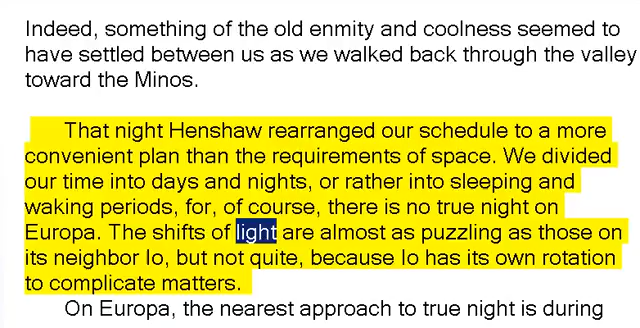 Indeed, something of the old enmity and coolness seemed to
have settled between us as we walked back through the valley
toward the Minos.
That night Henshaw rearranged our schedule to a more
convenient plan than the requirements of space. We divided
our time into days and nights, or rather into sleeping and
waking periods, for, of course, there is no true night on
Europa. The shifts of light are almost as puzzling as those on
its neighbor Io, but not quite, because Io has its own rotation
to complicate matters.
On Europa, the nearest approach to true night is during